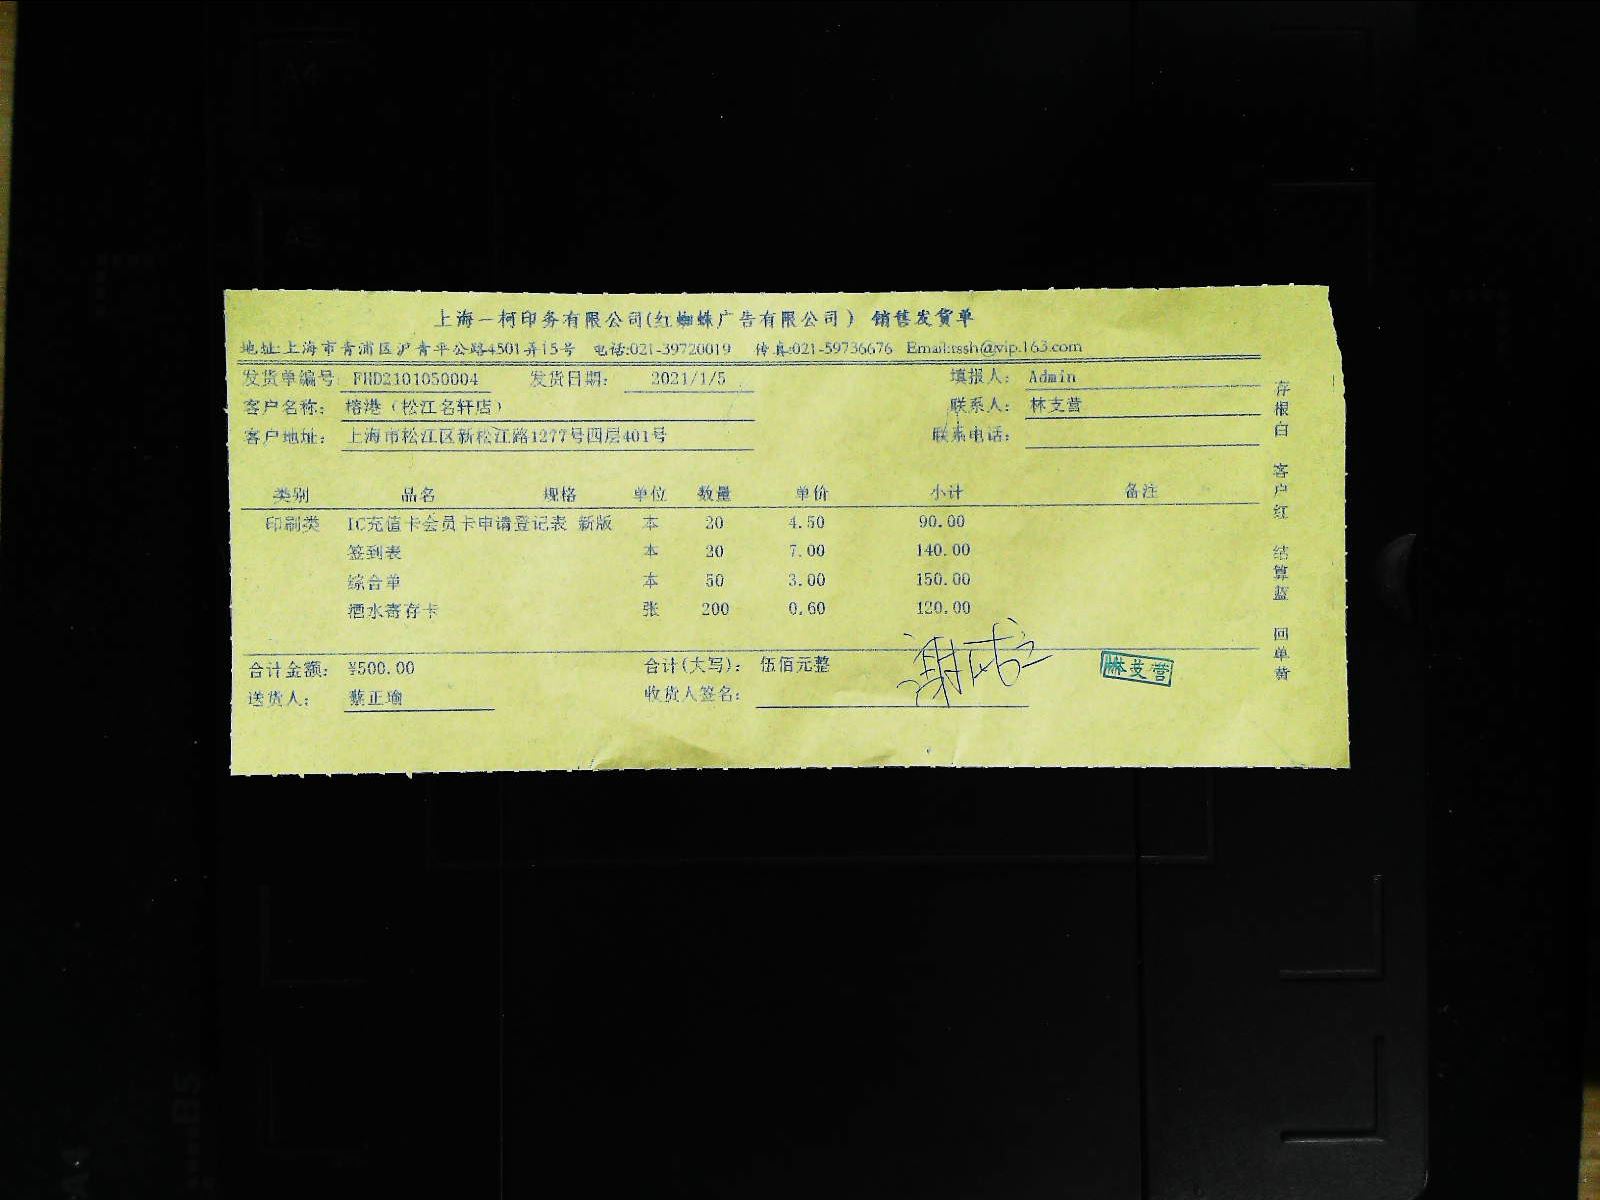 上海一柯印务有限公司(红蜘蛛广告有限公司) 销售发货单
地址:上海市青浦区沪青平公路4501弄15号 电话:021-39720019 传真:021-59736676 Email:rssh@vip.163.com
发货单编号: FHD2101050004 发货日期: 2021/1/5 填报人: Admin
客户名称: 榕港（松江名轩店） 联系人: 林支营
客户地址: 上海市松江区新松江路1277号四层401号 联系电话:
类别 品名 规格 单位 数量 单价 小计 备注
印刷类 IC充值卡会员卡申请登记表 新版 本 20 4.50 90.00
签到表 本 20 7.00 140.00
综合单 本 50 3.00 150.00
酒水寄存卡 张 200 0.60 120.00
合计金额: ¥500.00 合计(大写): 伍佰元整
林支营
送货人: 蔡正瑜 收货人签名:
存根白 客户红 结算蓝 回单黄
A4
A5
B5